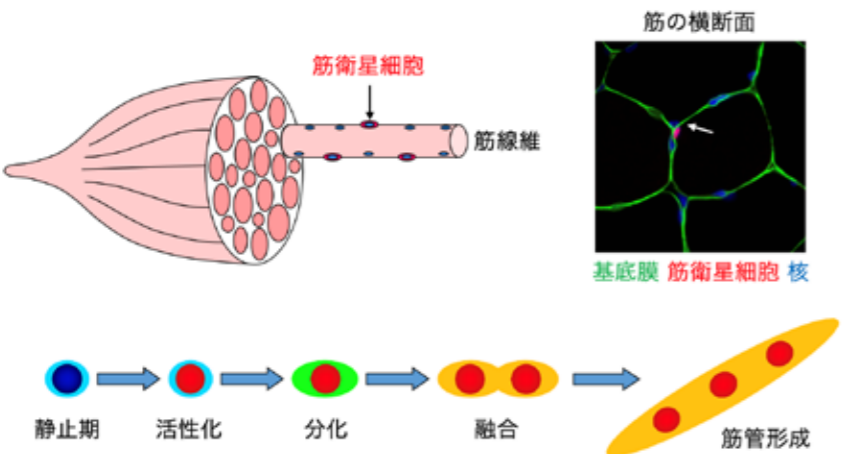 筋の横断面
筋衛星細胞
筋線維
基底膜 筋衛星細胞 核
静止期
活性化
分化
融合
筋管形成